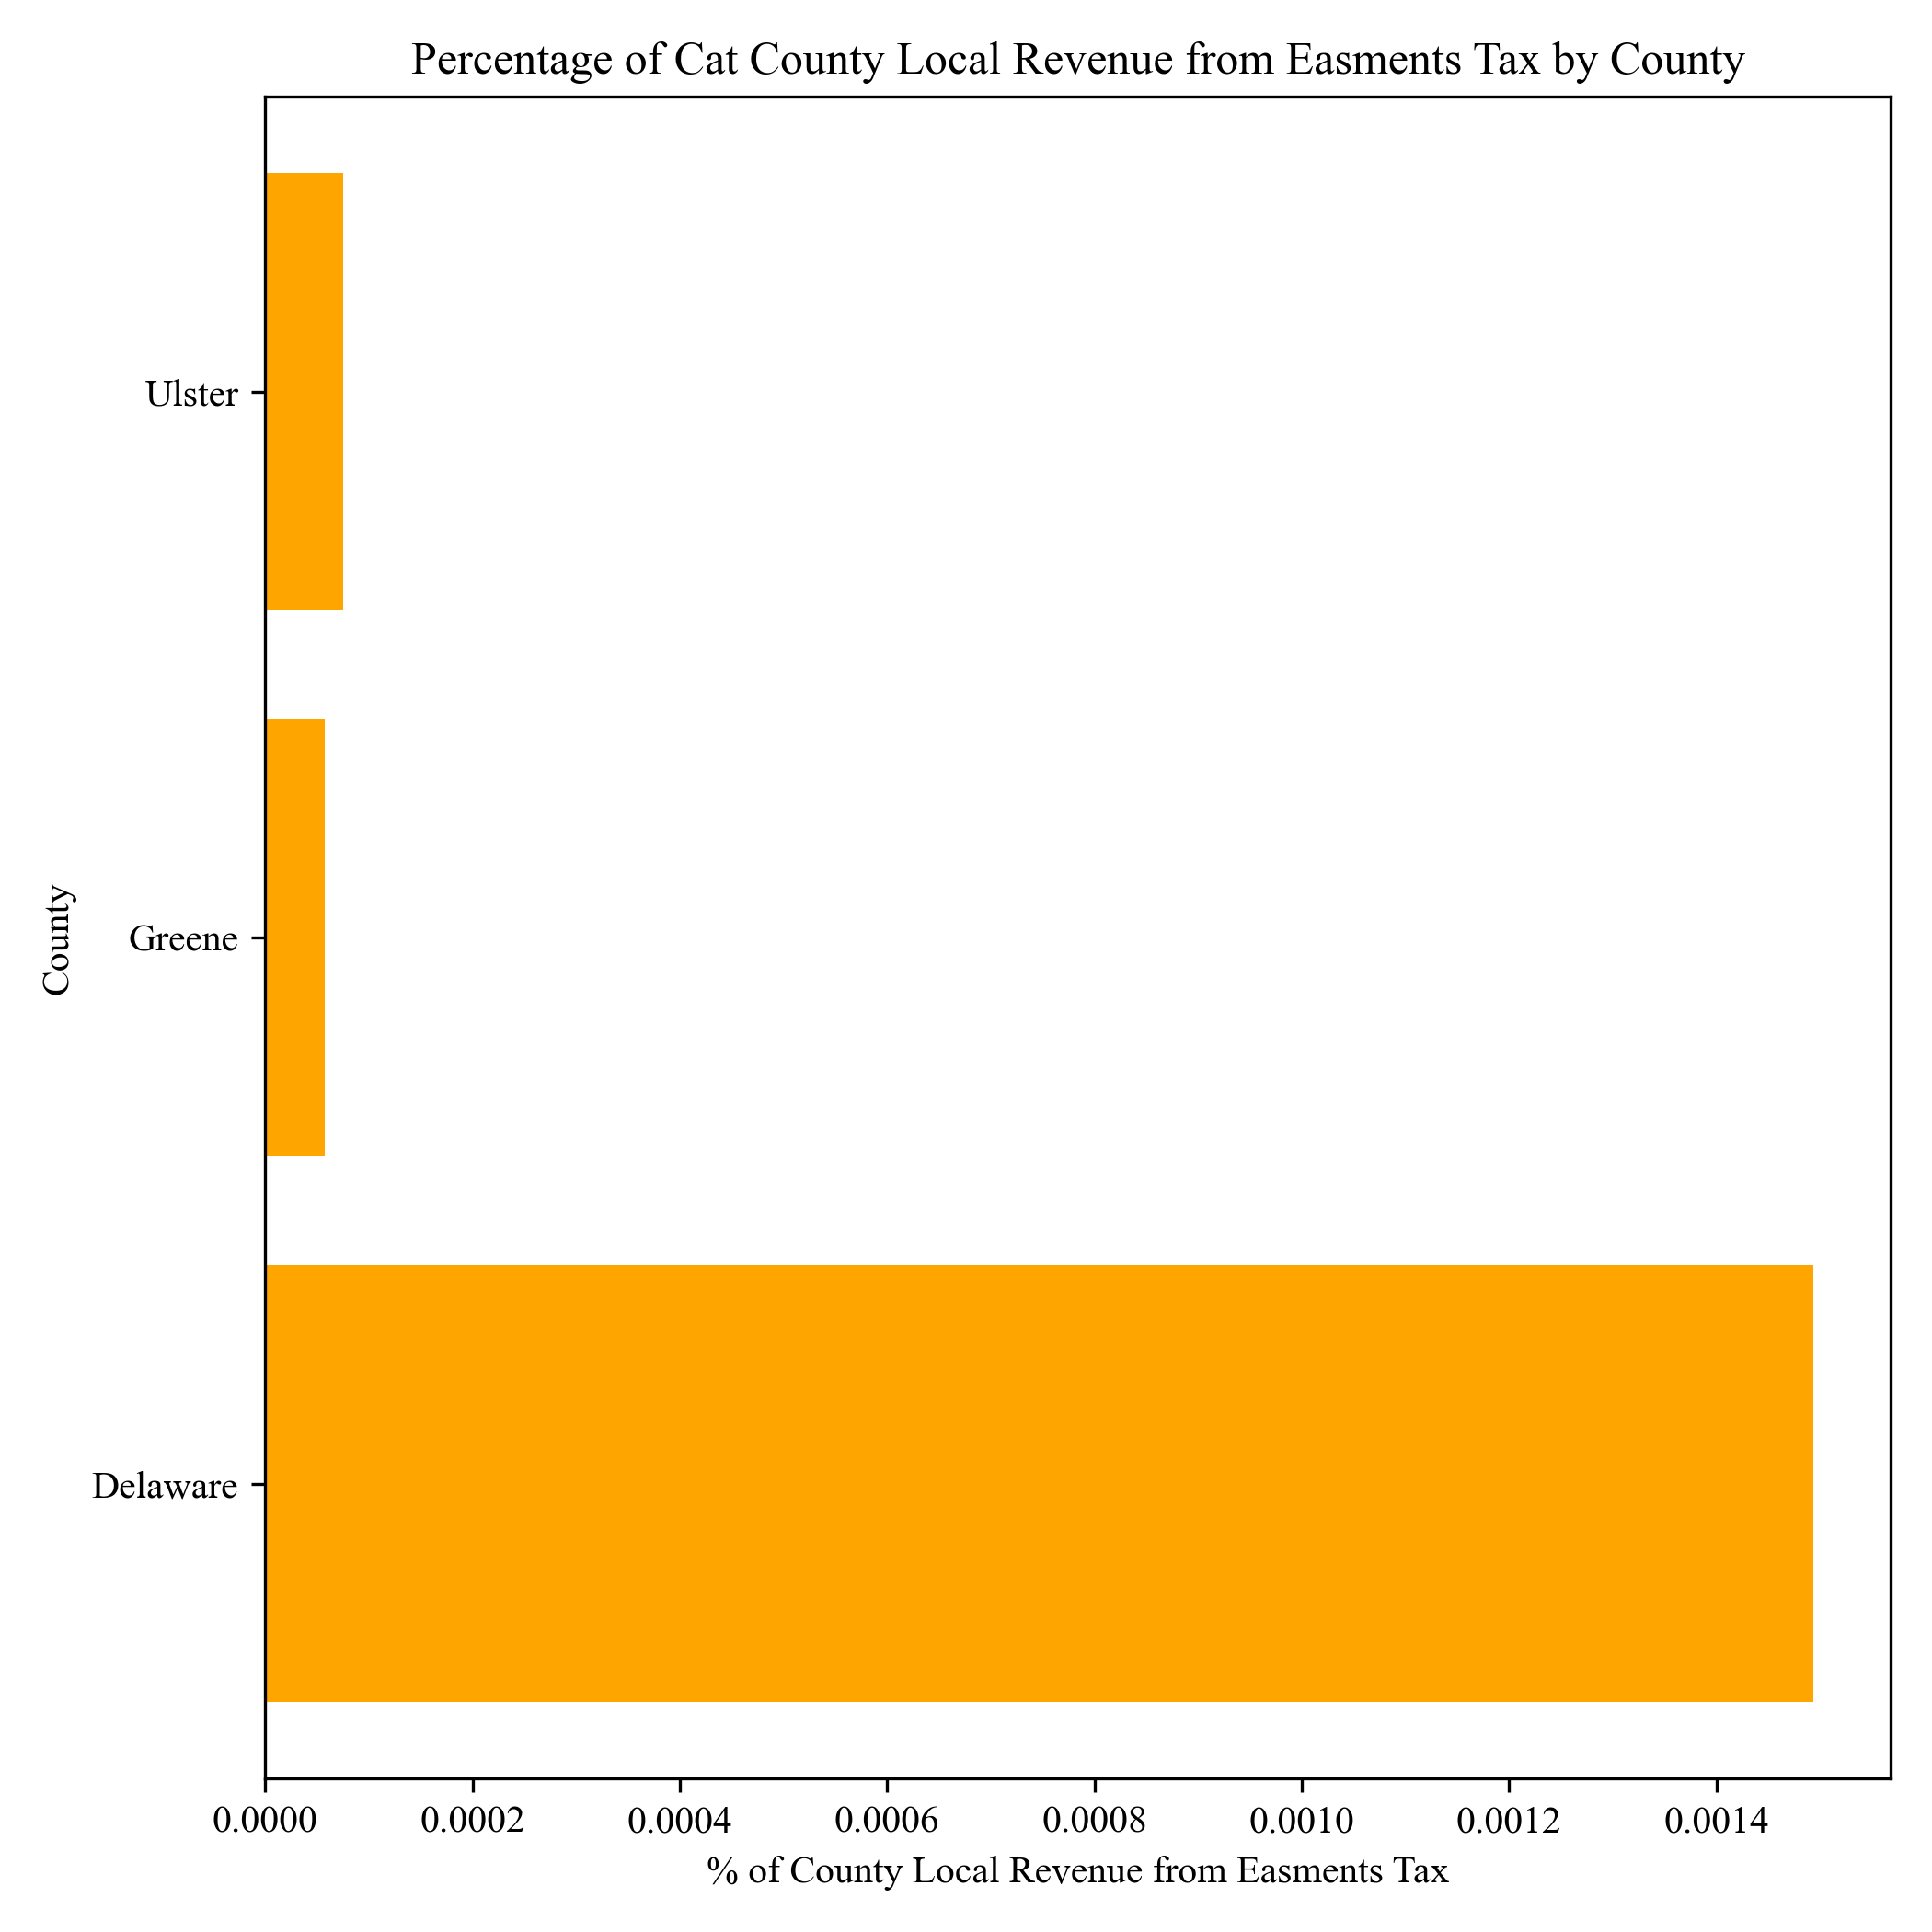 Percentage of Cat County Local Revenue from Easments Tax by County
Ulster
Greene
Delaware
County
0.0000 0.0002 0.0004 0.0006 0.0008 0.0010 0.0012 0.0014
% of County Local Revenue from Easments Tax